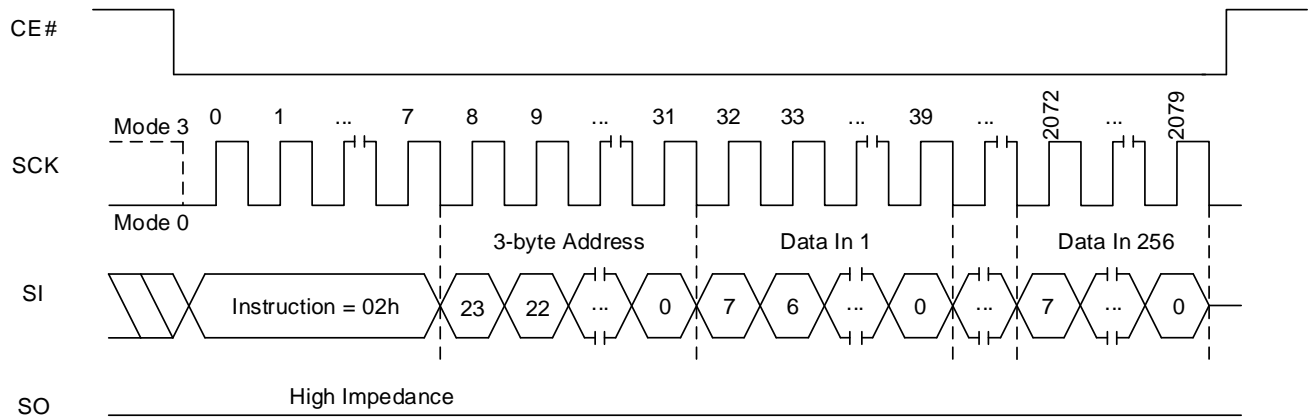 CE#
0 1 ... 7 8 9 ... 31 32 33 ... 39 ... 2072 ... 2079
Mode 3
SCK
Mode 0
3-byte Address Data In 1 Data In 256
SI Instruction = 02h 23 22 ... 0 7 6 ... 0 ... 7 ... 0
High Impedance
SO